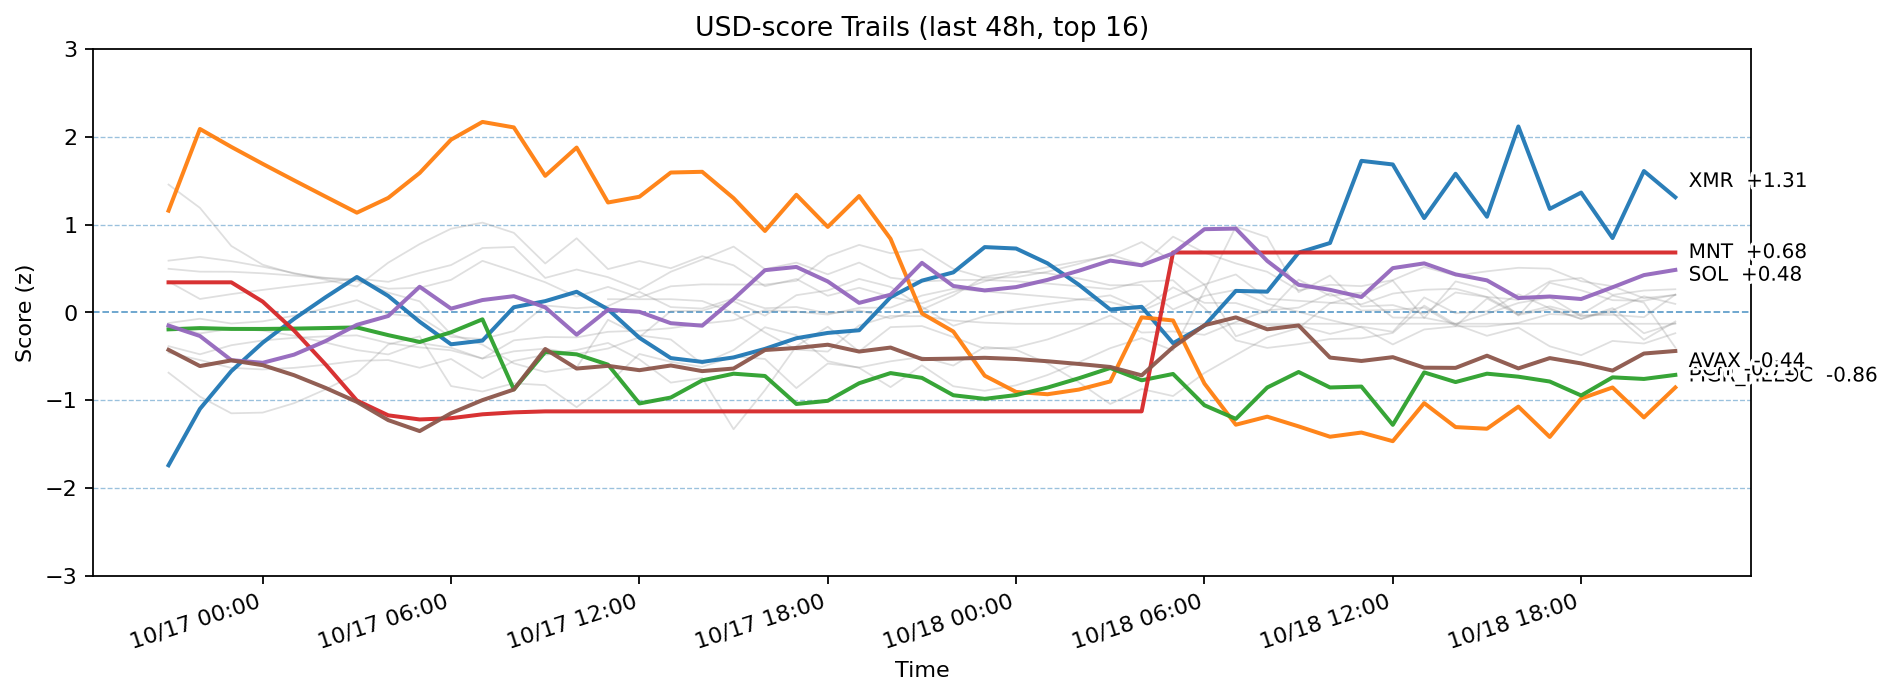 USD-score Trails (last 48h, top 16)
Score (z)
3
2
1
0
−1
−2
−3
XMR +1.31
MNT +0.68
SOL +0.48
AVAX -0.44
-0.86
10/17 00:00
10/17 06:00
10/17 12:00
10/17 18:00
10/18 00:00
10/18 06:00
10/18 12:00
10/18 18:00
Time